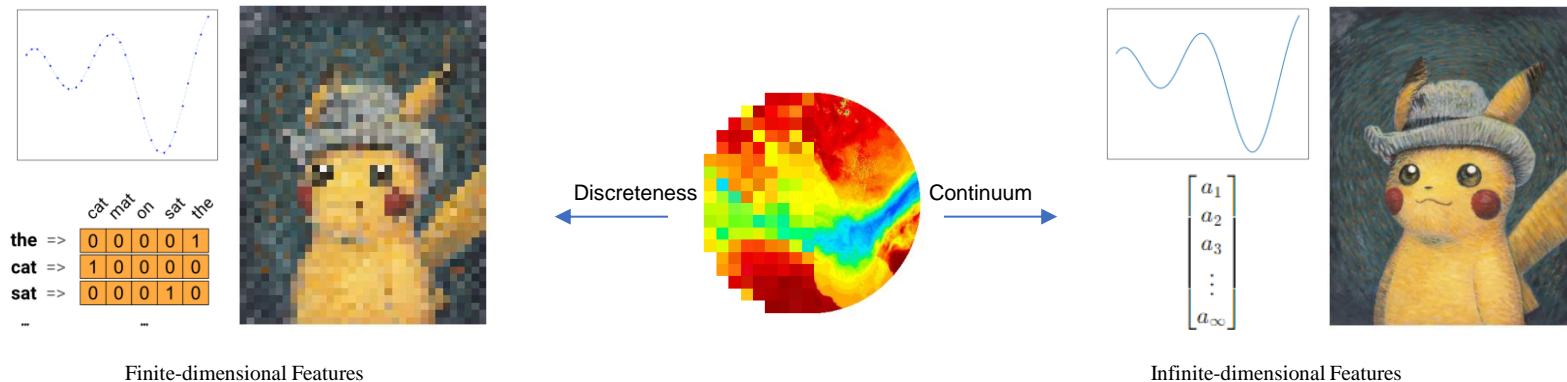 cat mat on sat the
the => 0 0 0 0 1
cat => 1 0 0 0 0
sat => 0 0 0 1 0
... ...
Finite-dimensional Features
Discreteness
Continuum
a₁
a₂
a₃
⋮
a∞
Infinite-dimensional Features